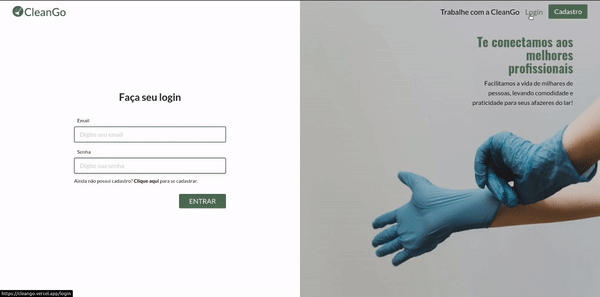 CleanGo
Trabalhe com a CleanGo Login Cadastro
Te conectamos aos
melhores
profissionais
Facilitamos a vida de milhares de
pessoas, levando comodidade e
praticidade para seus afazeres do lar!
Faça seu login
Email
Digite seu email
Senha
Digite sua senha
Ainda não possui cadastro? Clique aqui para se cadastrar.
ENTRAR
https://cleango.vercel.app/login